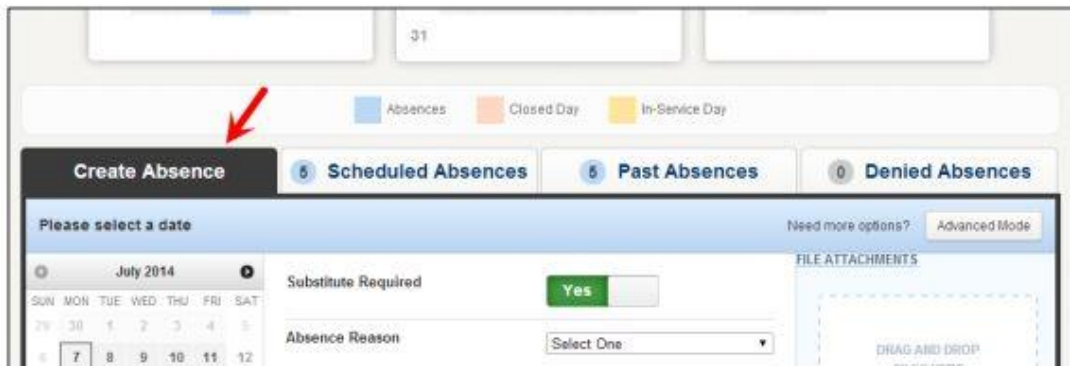 31
Absences Closed Day In-Service Day
Create Absence 5 Scheduled Absences 5 Past Absences 0 Denied Absences
Please select a date Need more options? Advanced Mode
FILE ATTACHMENTS
July 2014
Substitute Required Yes
SUN MON TUE WED THU FRI SAT
29 30 1 2 3 4 5
Absence Reason Select One
6 7 8 9 10 11 12
DRAG AND DROP